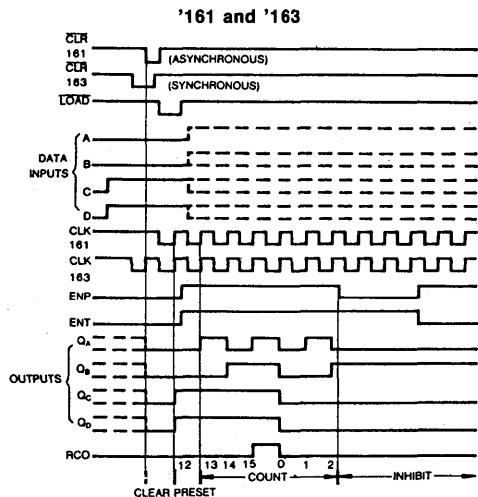 '161 and '163
CLR
161
(ASYNCHRONOUS)
CLR
163
(SYNCHRONOUS)
LOAD
A
DATA
INPUTS
B
C
D
CLK
161
CLK
163
ENP
ENT
QA
QB
OUTPUTS
QC
QD
RCO
12 13 14 15 0 1 2
COUNT
INHIBIT
CLEAR PRESET